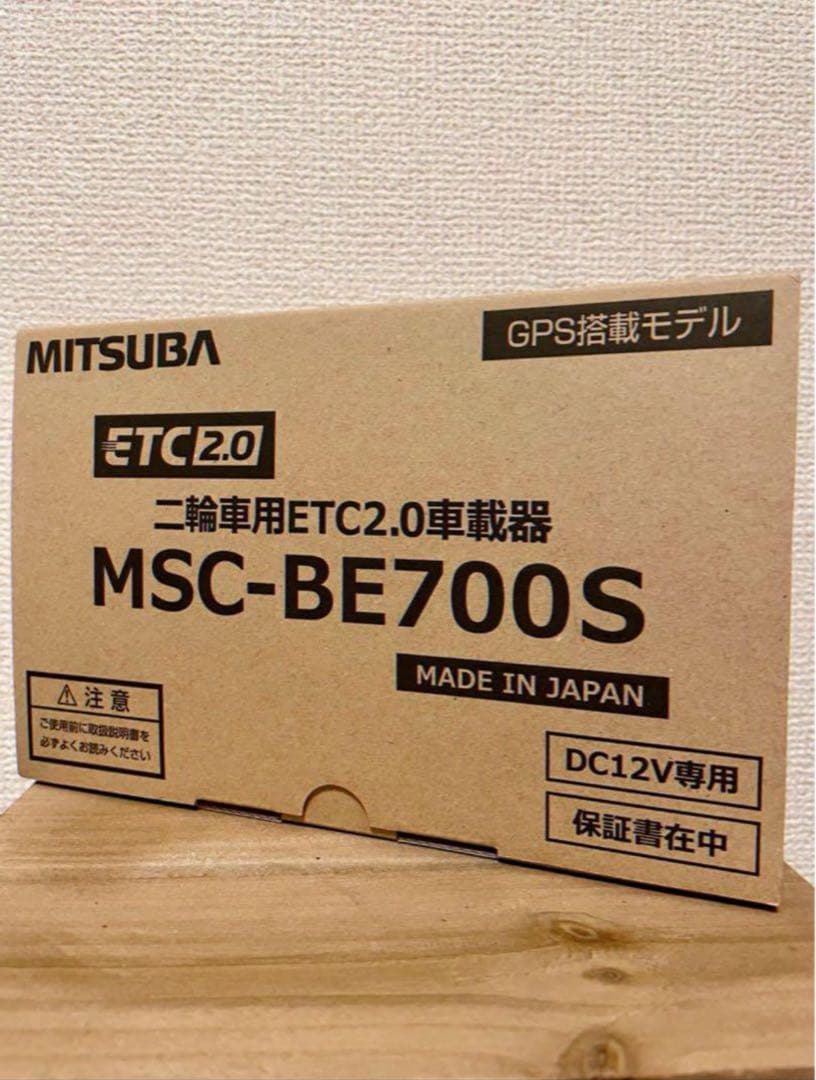 MITSUBA
GPS搭載モデル
ETC 2.0
二輪車用ETC2.0車載器
MSC-BE700S
MADE IN JAPAN
⚠注意
ご使用前に取扱説明書を
必ずよくお読みください
DC12V専用
保証書在中